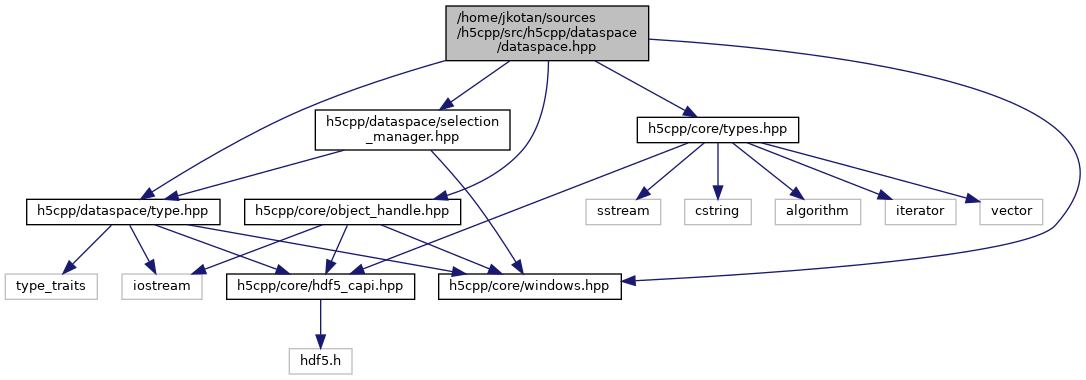 /home/jkotan/sources
/h5cpp/src/h5cpp/dataspace
/dataspace.hpp
h5cpp/dataspace/selection
_manager.hpp
h5cpp/core/types.hpp
h5cpp/dataspace/type.hpp
h5cpp/core/object_handle.hpp
sstream
cstring
algorithm
iterator
vector
type_traits
iostream
h5cpp/core/hdf5_capi.hpp
h5cpp/core/windows.hpp
hdf5.h